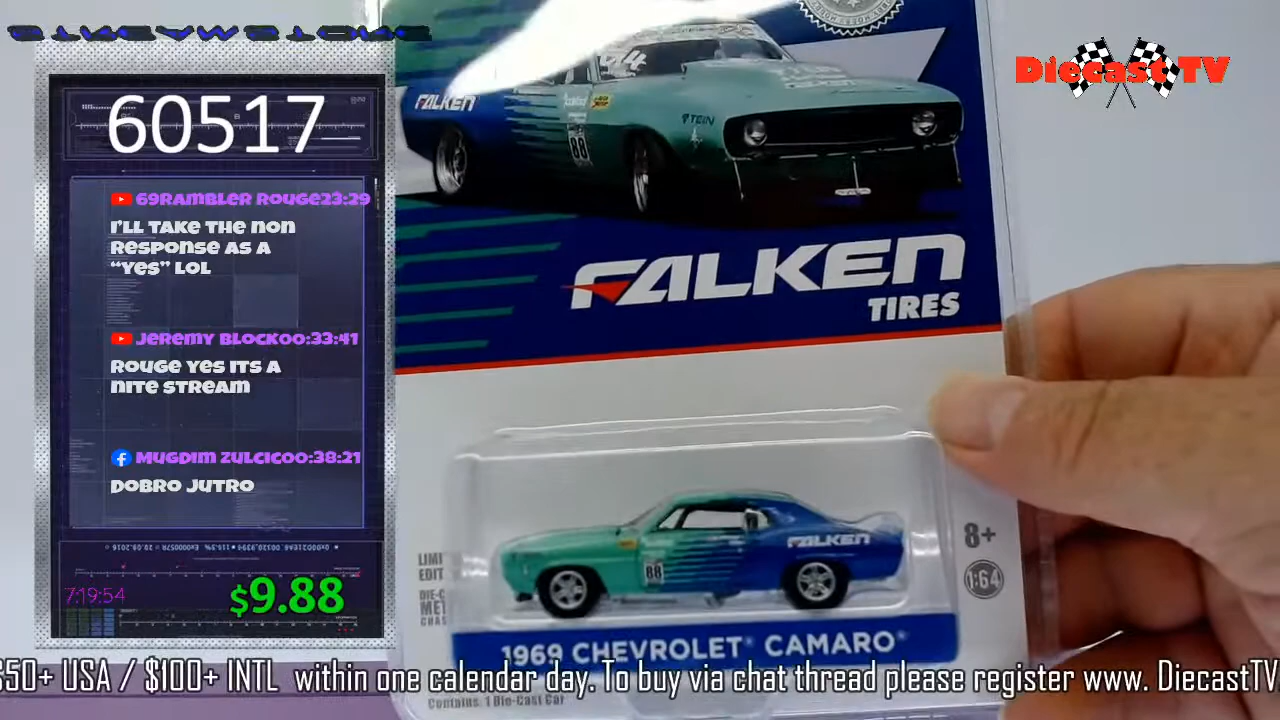 60517
69Rambler Rouge23:29
I'll take the non
response as a
“yes” LOL
Jeremy Block00:33:41
Rouge yes its a
nite stream
Mugdim Zulcic00:38:21
Dobro jutro
7:19:54
$9.88
Diecast TV
FALKEN
88
FALKEN
TIRES
FALKEN
88
8+
1:64
1969 CHEVROLET CAMARO
$50+ USA / $100+ INTL within one calendar day. To buy via chat thread please register www. DiecastTV.
Contains: 1 Die-Cast Car